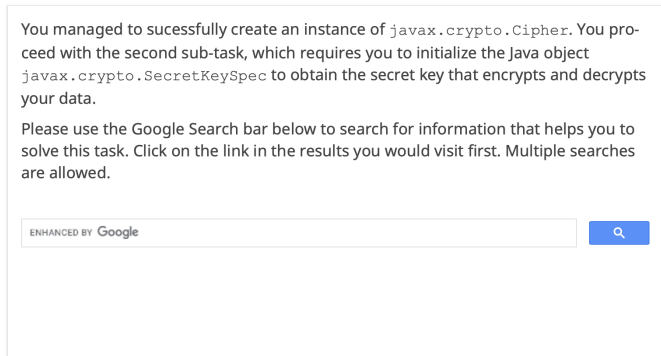 You managed to sucessfully create an instance of javax.crypto.Cipher. You pro-
ceed with the second sub-task, which requires you to initialize the Java object
javax.crypto.SecretKeySpec to obtain the secret key that encrypts and decrypts
your data.
Please use the Google Search bar below to search for information that helps you to
solve this task. Click on the link in the results you would visit first. Multiple searches
are allowed.
ENHANCED BY Google